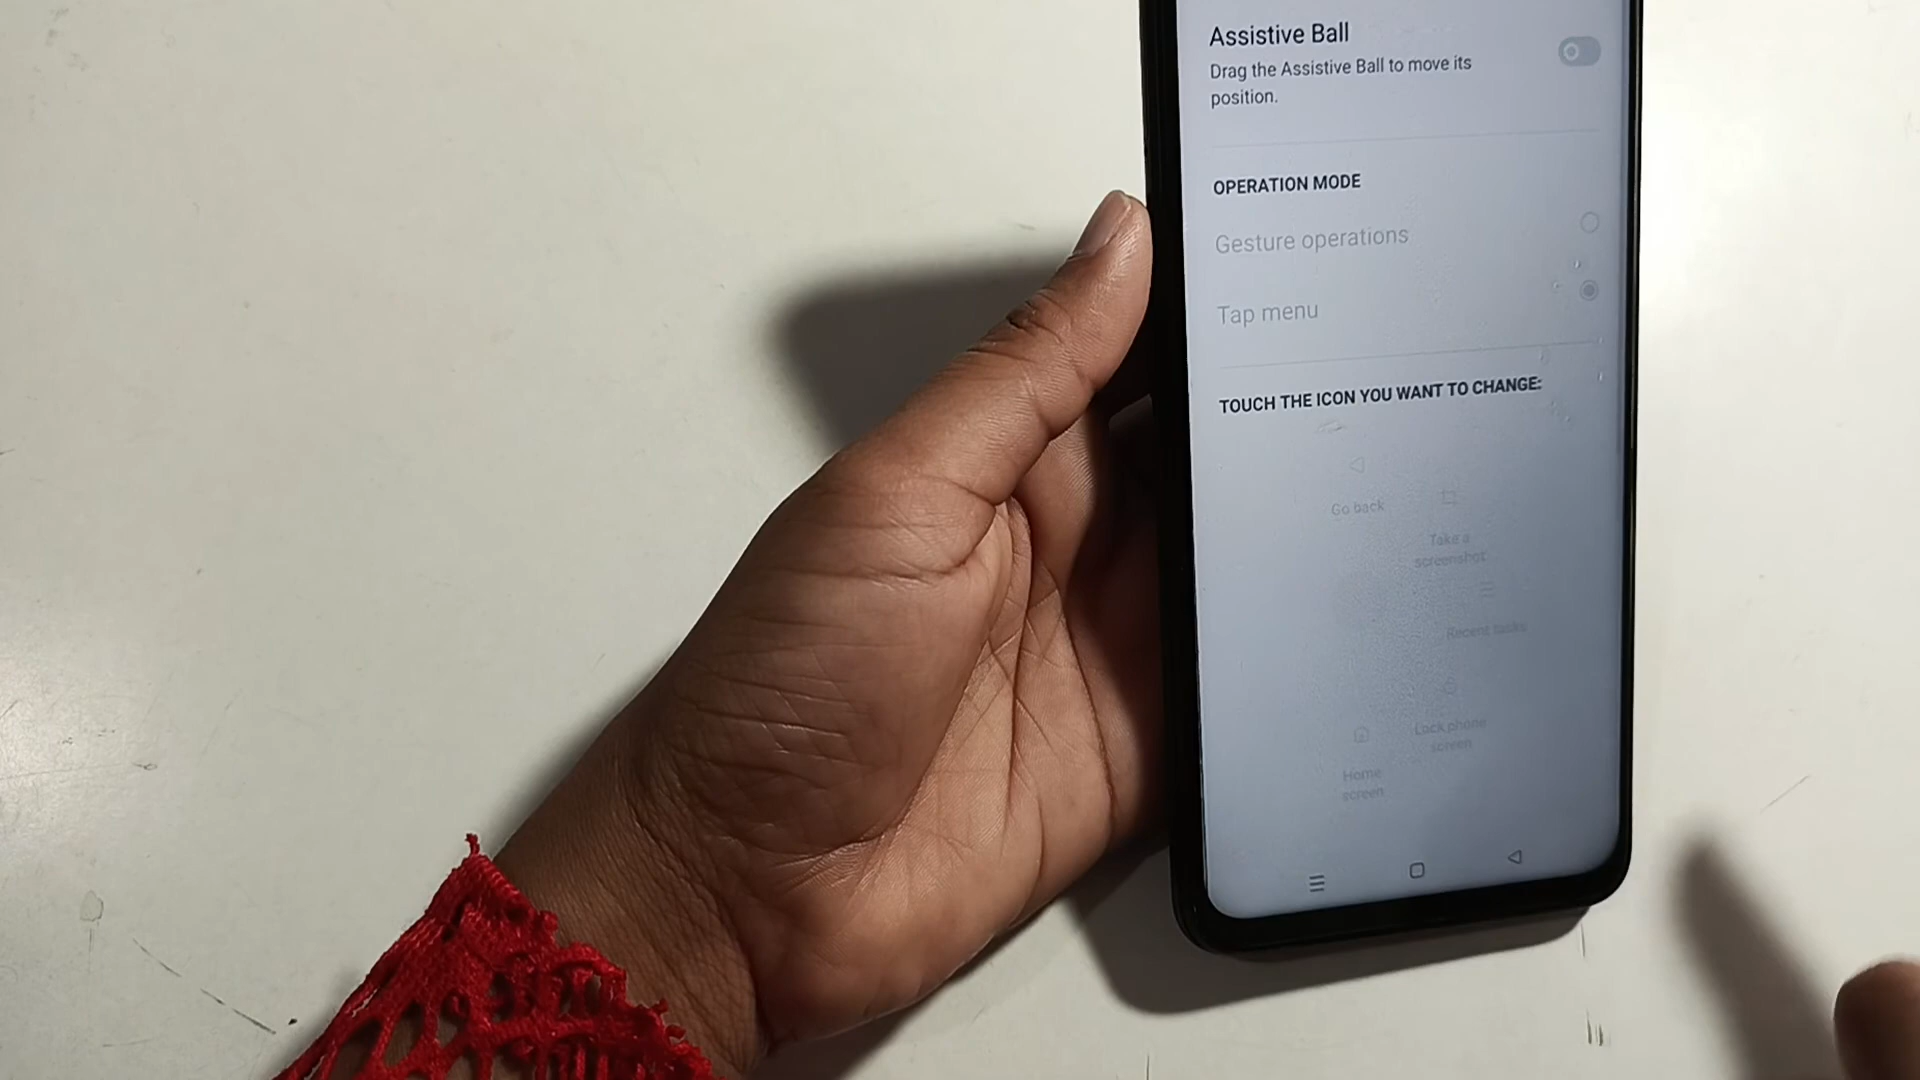 Assistive Ball
Drag the Assistive Ball to move its
position.
OPERATION MODE
Gesture operations
Tap menu
TOUCH THE ICON YOU WANT TO CHANGE:
Go back
Take a
screenshot
Recent tasks
Lock phone
screen
Home
screen